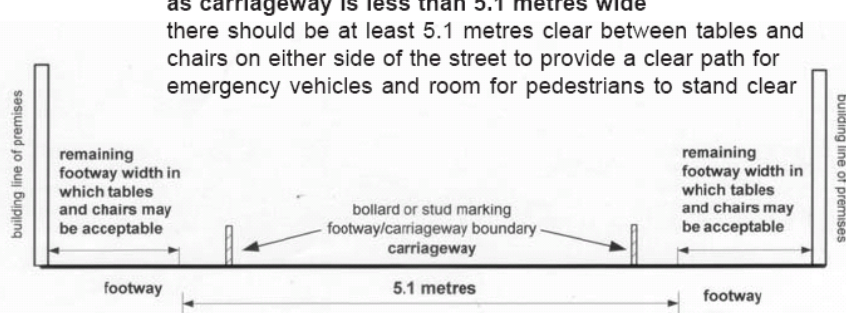 as carriageway is less than 5.1 metres wide
there should be at least 5.1 metres clear between tables and
chairs on either side of the street to provide a clear path for
emergency vehicles and room for pedestrians to stand clear
building line of premises
remaining
footway width in
which tables
and chairs may
be acceptable
bollard or stud marking
footway/carriageway boundary
carriageway
remaining
footway width in
which tables
and chairs may
be acceptable
building line of premises
footway
5.1 metres
footway